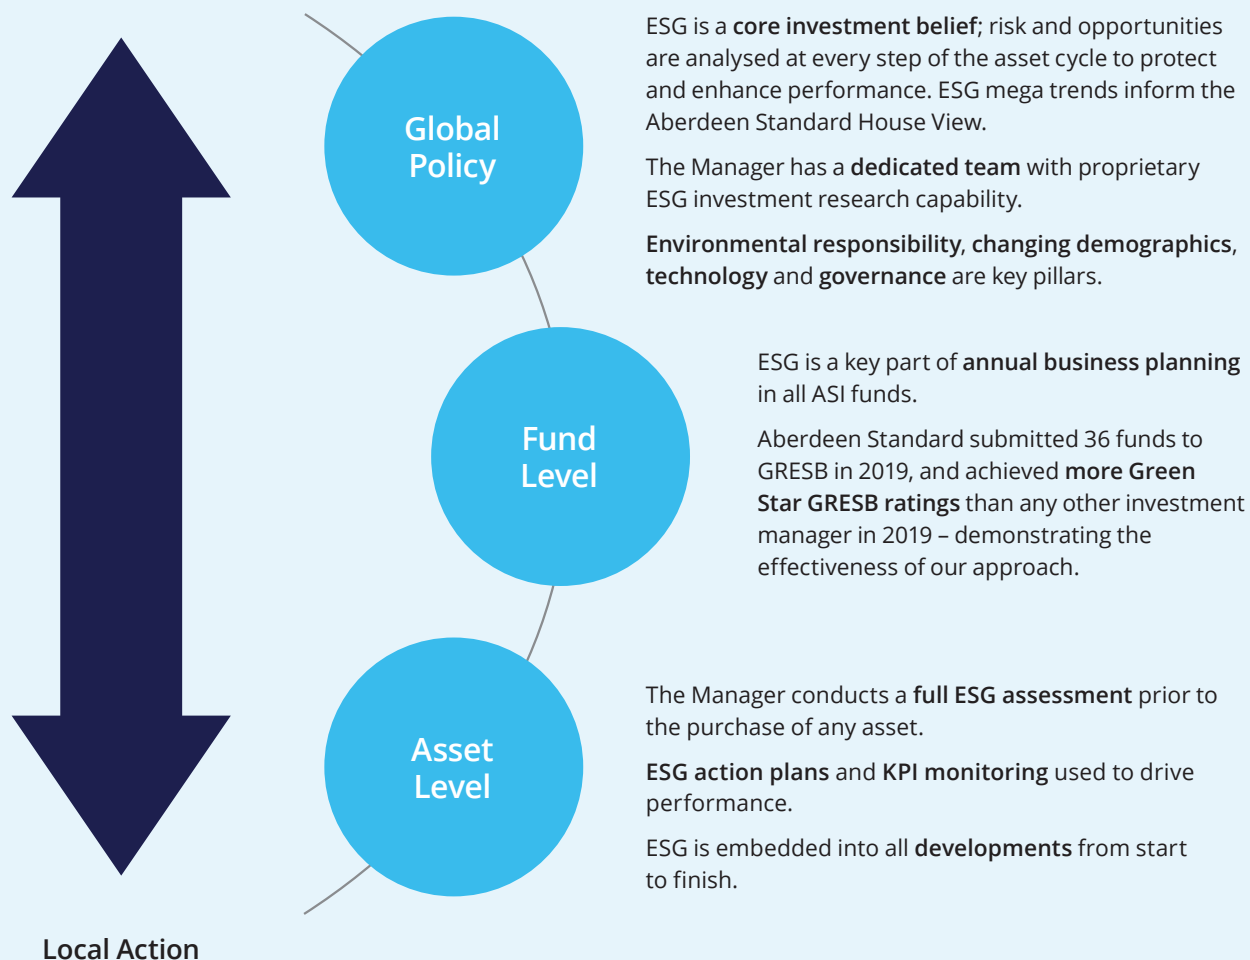 Global
Policy
ESG is a core investment belief; risk and opportunities
are analysed at every step of the asset cycle to protect
and enhance performance. ESG mega trends inform the
Aberdeen Standard House View.
The Manager has a dedicated team with proprietary
ESG investment research capability.
Environmental responsibility, changing demographics,
technology and governance are key pillars.
Fund
Level
ESG is a key part of annual business planning
in all ASI funds.
Aberdeen Standard submitted 36 funds to
GRESB in 2019, and achieved more Green
Star GRESB ratings than any other investment
manager in 2019 – demonstrating the
effectiveness of our approach.
Asset
Level
The Manager conducts a full ESG assessment prior to
the purchase of any asset.
ESG action plans and KPI monitoring used to drive
performance.
ESG is embedded into all developments from start
to finish.
Local Action